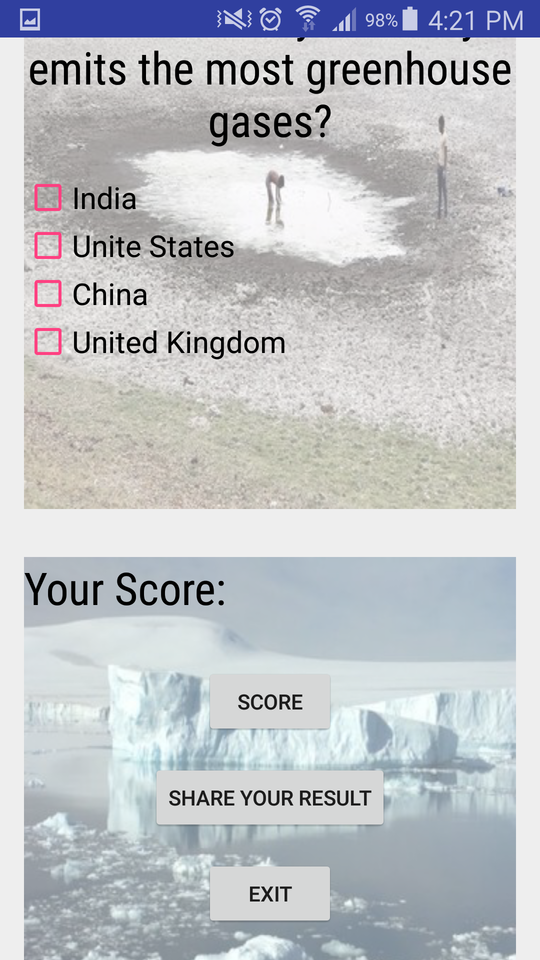 98% 4:21 PM
emits the most greenhouse
gases?
India
Unite States
China
United Kingdom
Your Score:
SCORE
SHARE YOUR RESULT
EXIT